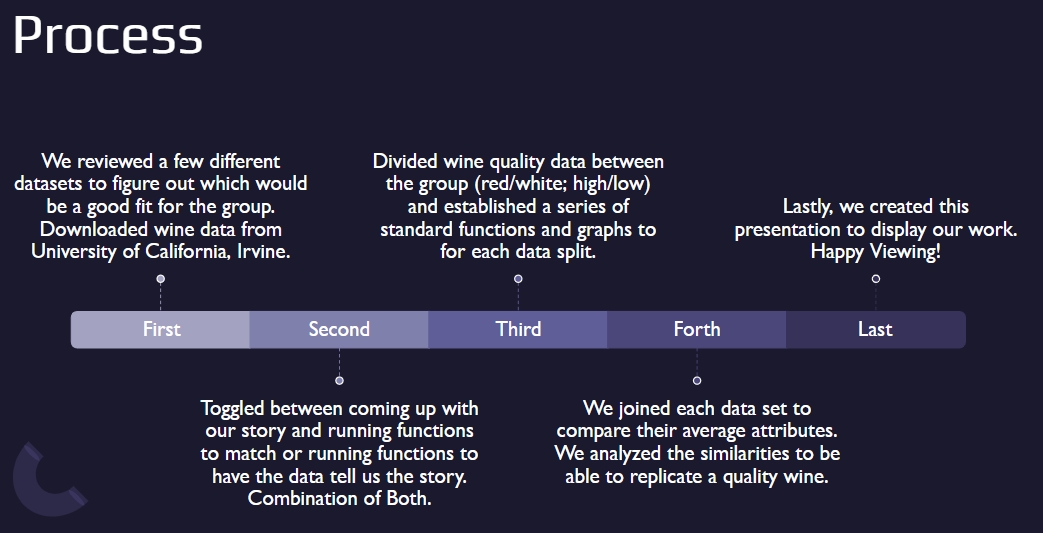 Process
We reviewed a few different
datasets to figure out which would
be a good fit for the group.
Downloaded wine data from
University of California, Irvine.
Divided wine quality data between
the group (red/white; high/low)
and established a series of
standard functions and graphs to
for each data split.
Lastly, we created this
presentation to display our work.
Happy Viewing!
First
Second
Third
Forth
Last
Toggled between coming up with
our story and running functions
to match or running functions to
have the data tell us the story.
Combination of Both.
We joined each data set to
compare their average attributes.
We analyzed the similarities to be
able to replicate a quality wine.